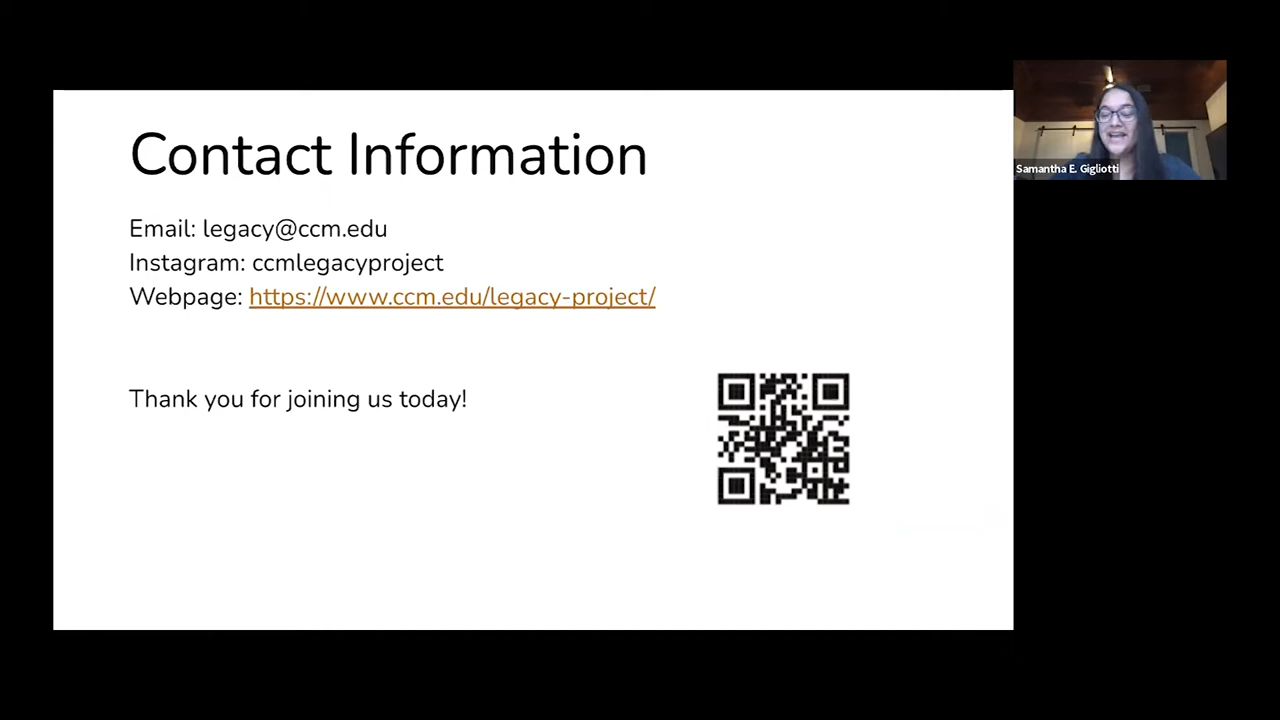 Contact Information
Email: legacy@ccm.edu
Instagram: ccmlegacyproject
Webpage: https://www.ccm.edu/legacy-project/
Thank you for joining us today!
Samantha E. Gigliotti